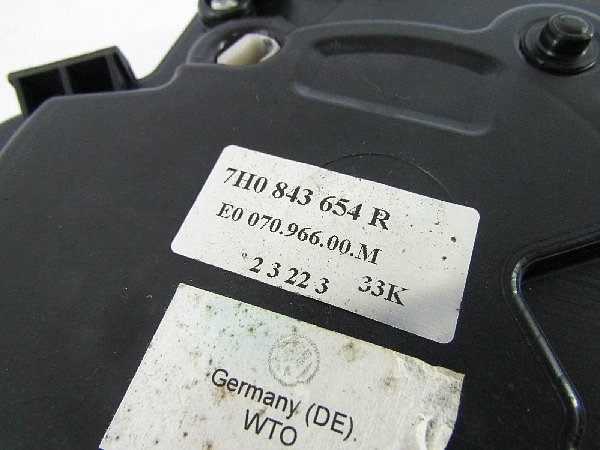 7H0 843 654 R
E0 070.966.00.M
2 3 22 3 33K
Germany (DE)
WTO